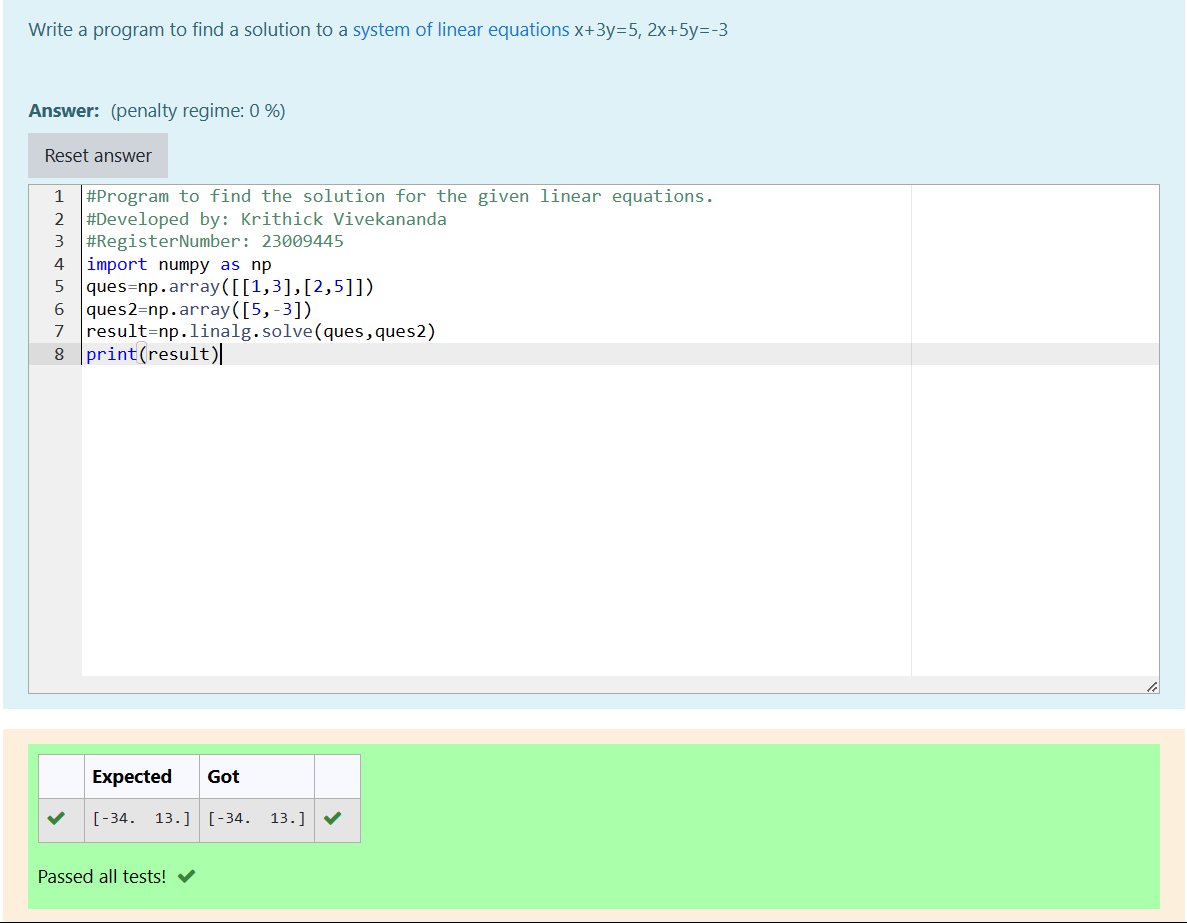 Write a program to find a solution to a system of linear equations x+3y=5, 2x+5y=-3
Answer: (penalty regime: 0 %)
Reset answer
1 #Program to find the solution for the given linear equations.
2 #Developed by: Krithick Vivekananda
3 #RegisterNumber: 23009445
4 import numpy as np
5 ques=np.array([[1,3],[2,5]])
6 ques2=np.array([5,-3])
7 result=np.linalg.solve(ques,ques2)
8 print(result)
Expected Got
[-34.  13.] [-34.  13.]
Passed all tests!